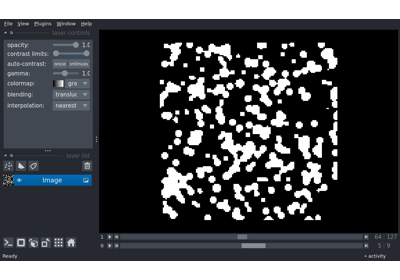 File View Plugins Window Help
layer controls
opacity: 1.0
contrast limits:
auto-contrast: once
gamma: 1.0
colormap: gra
blending: translu
interpolation: nearest
layer list
Image
1 64 127
0 5 9
Ready activity